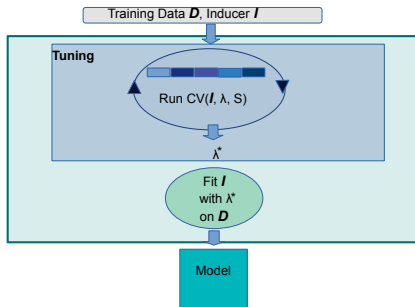 Training Data D, Inducer I
Tuning
Run CV(I, λ, S)
λ*
Fit I
with λ*
on D
Model